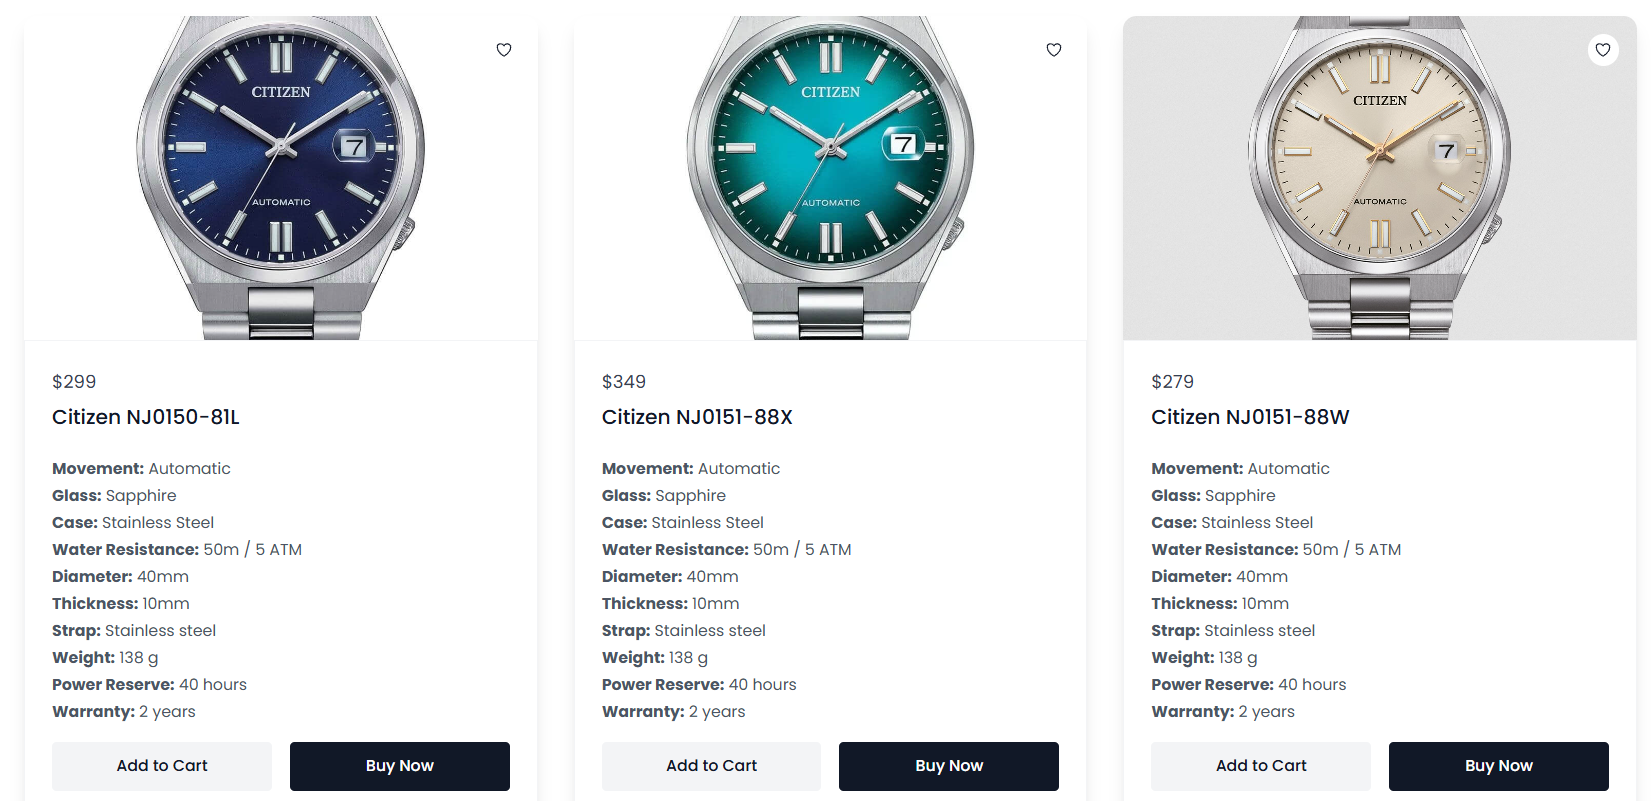 CITIZEN
7
AUTOMATIC
$299
Citizen NJ0150-81L
Movement: Automatic
Glass: Sapphire
Case: Stainless Steel
Water Resistance: 50m / 5 ATM
Diameter: 40mm
Thickness: 10mm
Strap: Stainless steel
Weight: 138 g
Power Reserve: 40 hours
Warranty: 2 years
Add to Cart
Buy Now
CITIZEN
7
AUTOMATIC
$349
Citizen NJ0151-88X
Movement: Automatic
Glass: Sapphire
Case: Stainless Steel
Water Resistance: 50m / 5 ATM
Diameter: 40mm
Thickness: 10mm
Strap: Stainless steel
Weight: 138 g
Power Reserve: 40 hours
Warranty: 2 years
Add to Cart
Buy Now
CITIZEN
7
AUTOMATIC
$279
Citizen NJ0151-88W
Movement: Automatic
Glass: Sapphire
Case: Stainless Steel
Water Resistance: 50m / 5 ATM
Diameter: 40mm
Thickness: 10mm
Strap: Stainless steel
Weight: 138 g
Power Reserve: 40 hours
Warranty: 2 years
Add to Cart
Buy Now